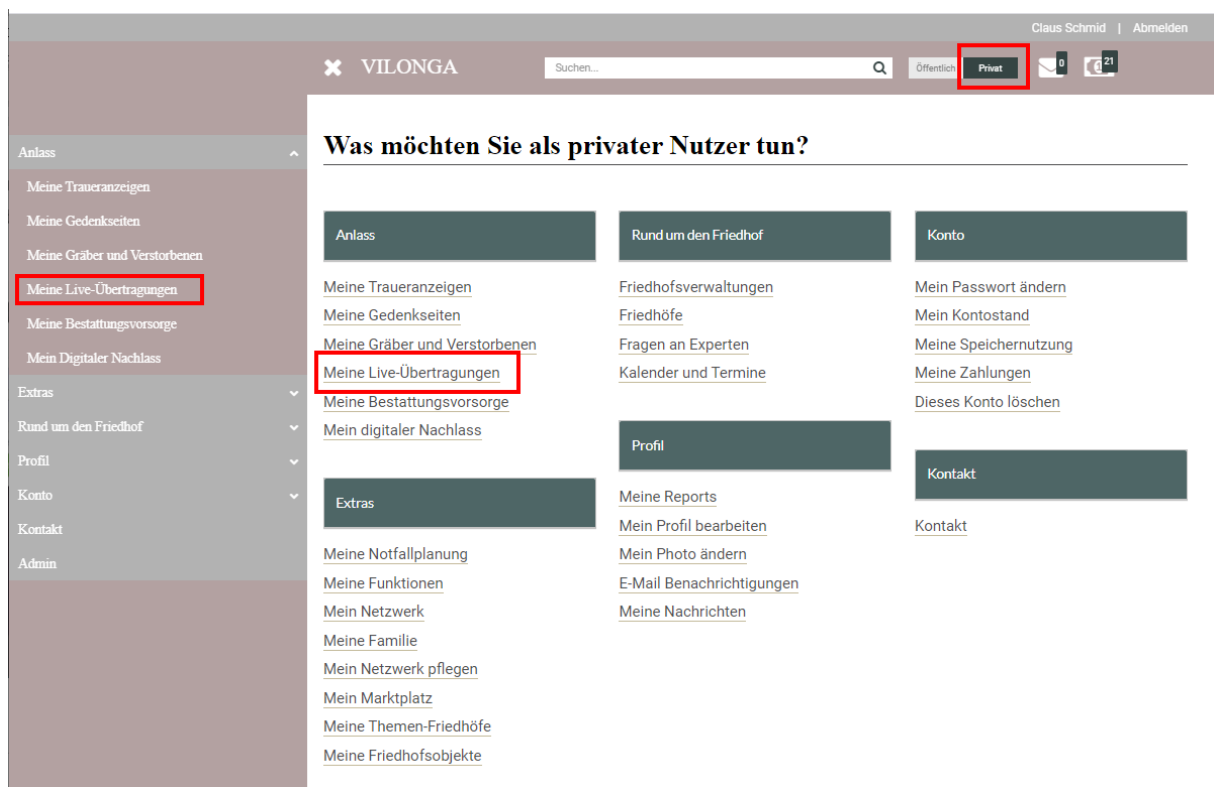 Claus Schmid | Abmelden
VILONGA
Suchen...
Öffentlich
Privat
0
21
Anlass
Meine Traueranzeigen
Meine Gedenkseiten
Meine Gräber und Verstorbenen
Meine Live-Übertragungen
Meine Bestattungsvorsorge
Mein Digitaler Nachlass
Extras
Rund um den Friedhof
Profil
Konto
Kontakt
Admin
Was möchten Sie als privater Nutzer tun?
Anlass
Meine Traueranzeigen
Meine Gedenkseiten
Meine Gräber und Verstorbenen
Meine Live-Übertragungen
Meine Bestattungsvorsorge
Mein digitaler Nachlass
Extras
Meine Notfallplanung
Meine Funktionen
Mein Netzwerk
Meine Familie
Mein Netzwerk pflegen
Mein Marktplatz
Meine Themen-Friedhöfe
Meine Friedhofsobjekte
Rund um den Friedhof
Friedhofsverwaltungen
Friedhöfe
Fragen an Experten
Kalender und Termine
Profil
Meine Reports
Mein Profil bearbeiten
Mein Photo ändern
E-Mail Benachrichtigungen
Meine Nachrichten
Konto
Mein Passwort ändern
Mein Kontostand
Meine Speichernutzung
Meine Zahlungen
Dieses Konto löschen
Kontakt
Kontakt